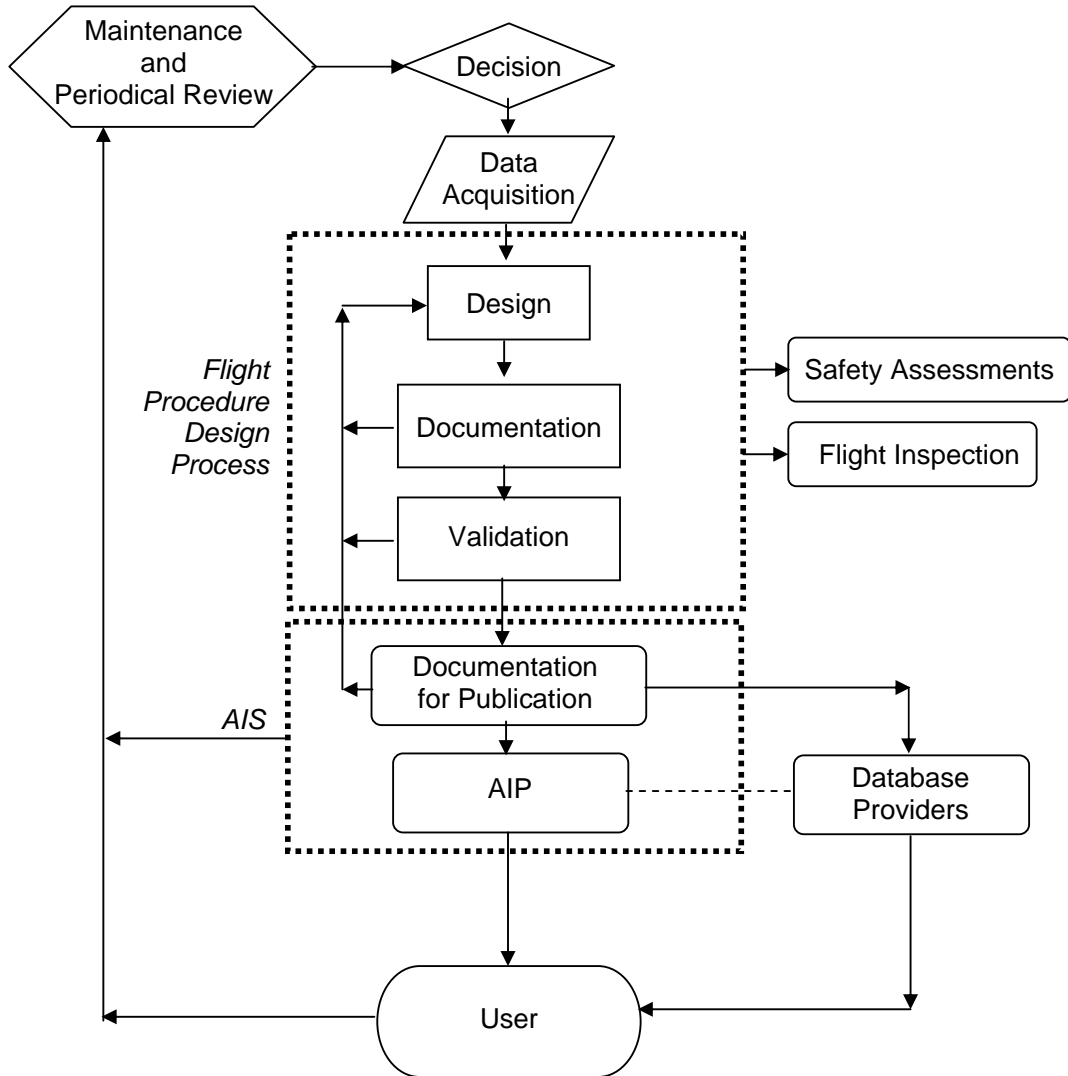 Maintenance
and
Periodical Review
Decision
Data
Acquisition
Design
Flight
Procedure
Design
Process
Safety Assessments
Documentation
Flight Inspection
Validation
Documentation
for Publication
AIS
AIP
Database
Providers
User